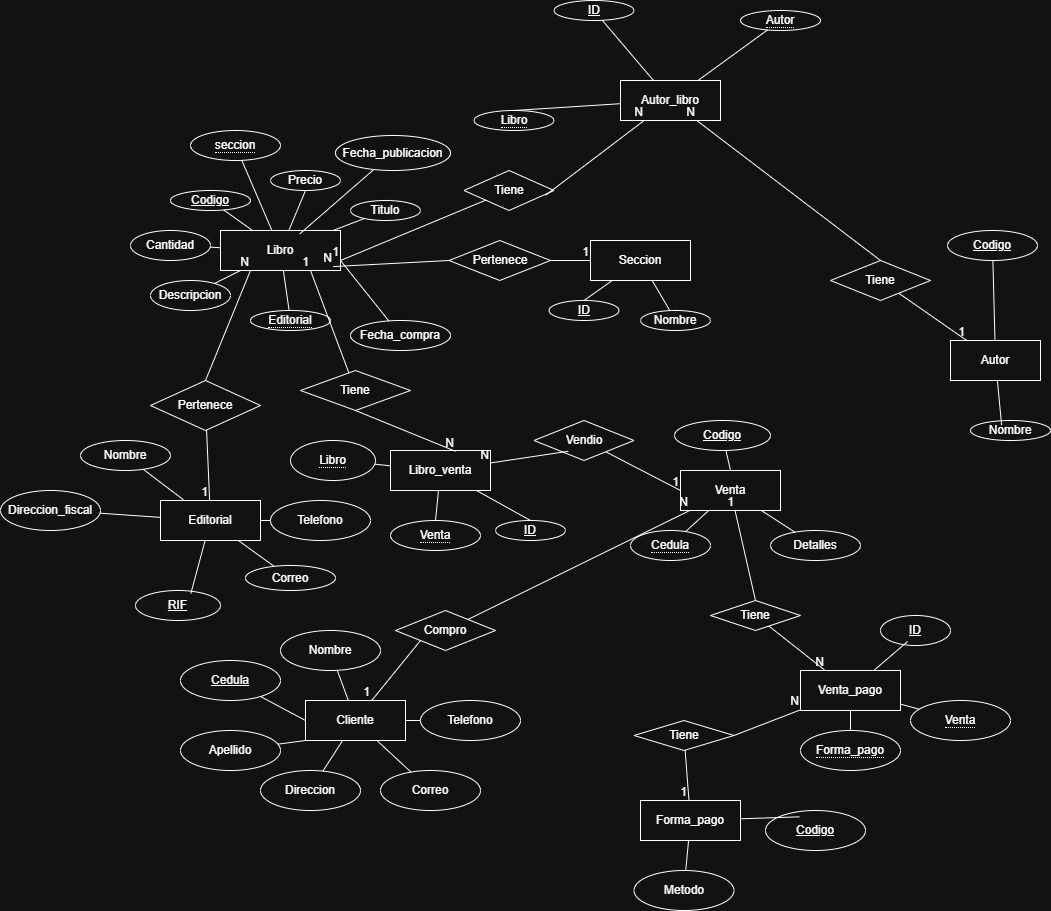 ID
Autor
Autor_libro
N
N
Libro
seccion
Fecha_publicacion
Precio
Codigo
Tiene
Titulo
Cantidad
Libro
1
N
N
1
Pertenece
1
Seccion
Codigo
Tiene
Descripcion
Editorial
Fecha_compra
ID
Nombre
1
Autor
Nombre
Pertenece
Tiene
Nombre
Libro
N
N
Libro_venta
Vendio
Codigo
1
Venta
N
1
Direccion_fiscal
1
Editorial
Telefono
Venta
ID
Cedula
Detalles
Correo
RIF
Compro
Tiene
ID
Nombre
Cedula
1
Cliente
Telefono
N
N
Venta_pago
Venta
Apellido
Tiene
Forma_pago
Direccion
Correo
1
Forma_pago
Codigo
Metodo